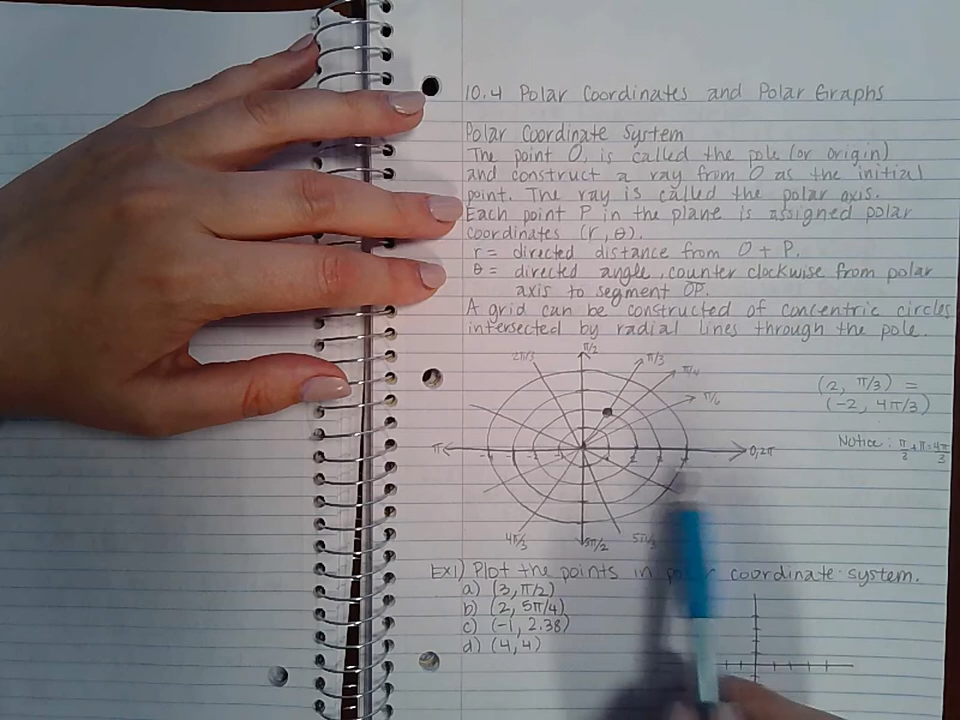 10.4 Polar Coordinates and Polar Graphs
Polar Coordinate System
The point O, is called the pole (or origin)
and construct a ray from O as the initial
point. The ray is called the polar axis.
Each point P in the plane is assigned polar
coordinates (r, θ).
r = directed distance from O + P.
θ = directed angle, counter clockwise from polar
axis to segment OP.
A grid can be constructed of concentric circles
intersected by radial lines through the pole.
2π/3
π/2
π/3
π/4
π/6
π
0,2π
4π/3
3π/2
5π/3
(2, π/3) =
(-2, 4π/3)
Notice: π/3 + π = 4π/3
EX1) Plot the points in polar coordinate system.
a) (3, π/2)
b) (2, 5π/4)
c) (-1, 2.38)
d) (4, 4)